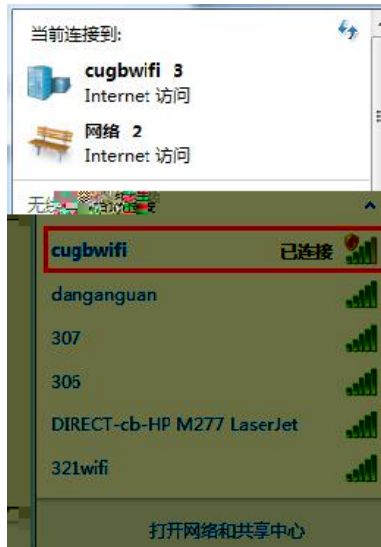 当前连接到:
cugbwifi 3
Internet 访问
网络 2
Internet 访问
cugbwifi 已连接
danganguan
307
306
DIRECT-cb-HP M277 LaserJet
321wifi
打开网络和共享中心